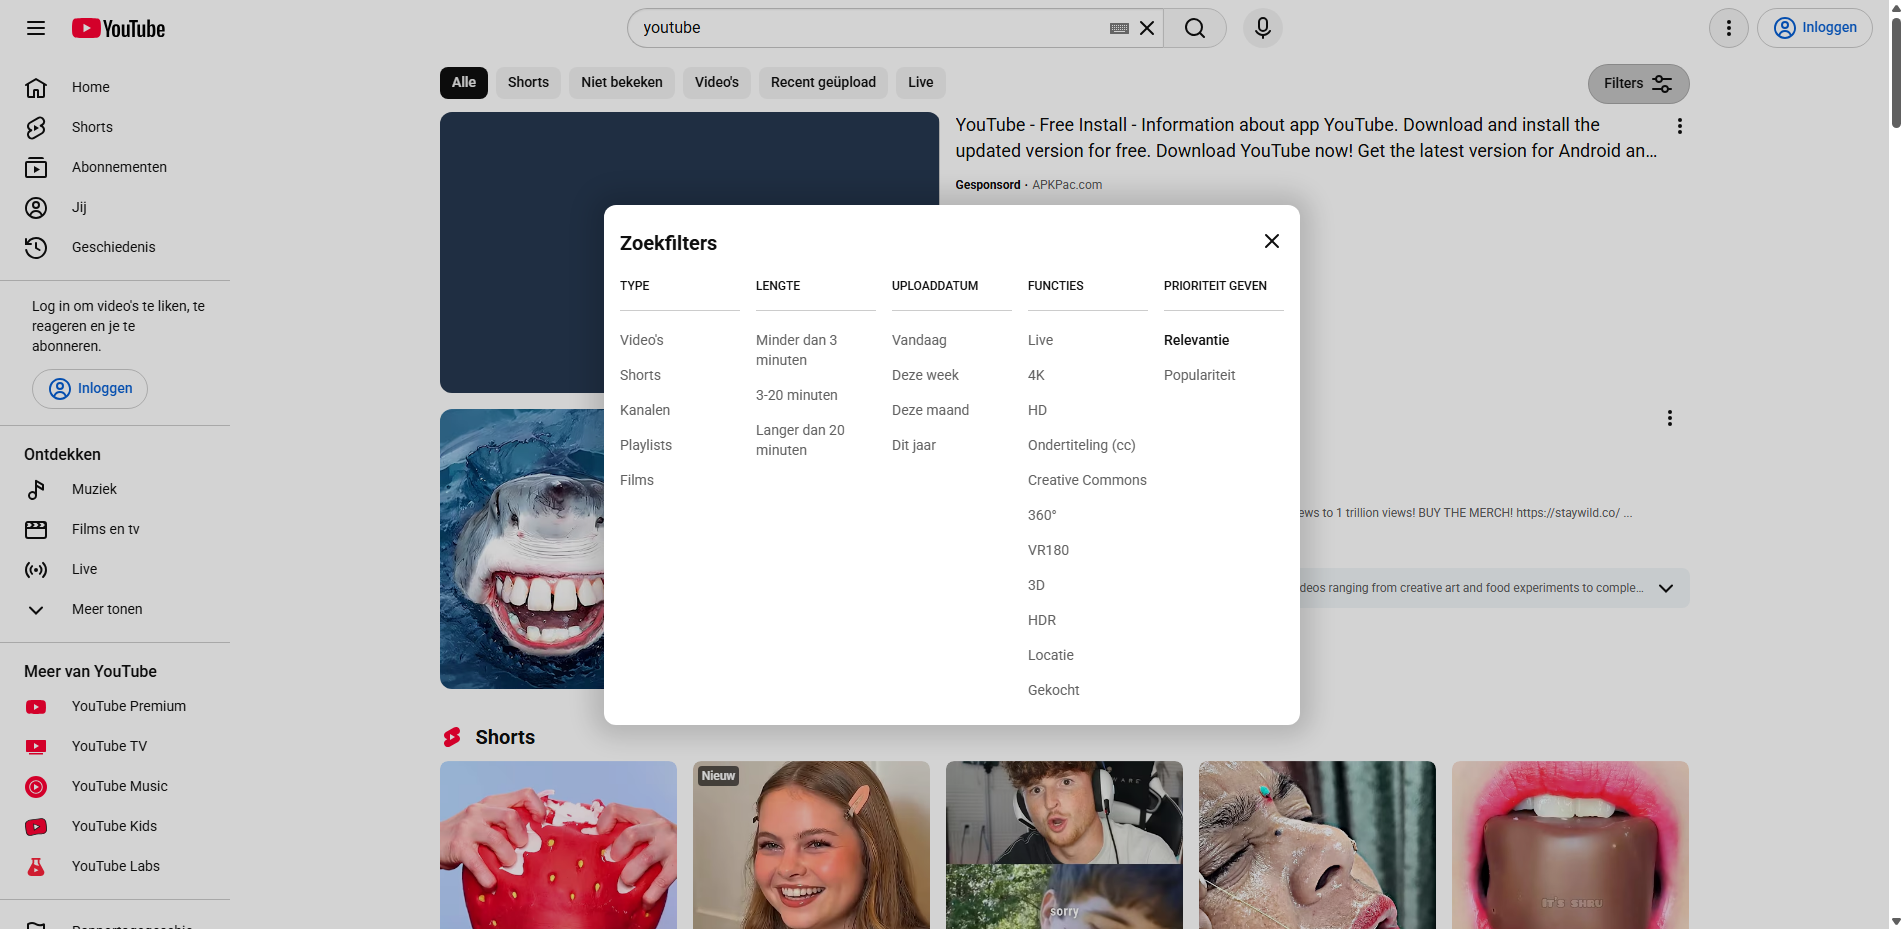 YouTube
youtube
Inloggen
Home
Shorts
Abonnementen
Jij
Geschiedenis
Log in om video's te liken, te
reageren en je te
abonneren.
Inloggen
Ontdekken
Muziek
Films en tv
Live
Meer tonen
Meer van YouTube
YouTube Premium
YouTube TV
YouTube Music
YouTube Kids
YouTube Labs
Alle
Shorts
Niet bekeken
Video's
Recent geüpload
Live
Filters
YouTube - Free Install - Information about app YouTube. Download and install the
updated version for free. Download YouTube now! Get the latest version for Android an...
Gesponsord · APKPac.com
Zoekfilters
TYPE
Video's
Shorts
Kanalen
Playlists
Films
LENGTE
Minder dan 3
minuten
3-20 minuten
Langer dan 20
minuten
UPLOADDATUM
Vandaag
Deze week
Deze maand
Dit jaar
FUNCTIES
Live
4K
HD
Ondertiteling (cc)
Creative Commons
360°
VR180
3D
HDR
Locatie
Gekocht
PRIORITEIT GEVEN
Relevantie
Populariteit
ews to 1 trillion views! BUY THE MERCH! https://staywild.co/ ...
deos ranging from creative art and food experiments to comple...
Shorts
Nieuw
sorry
IT'S SHRU